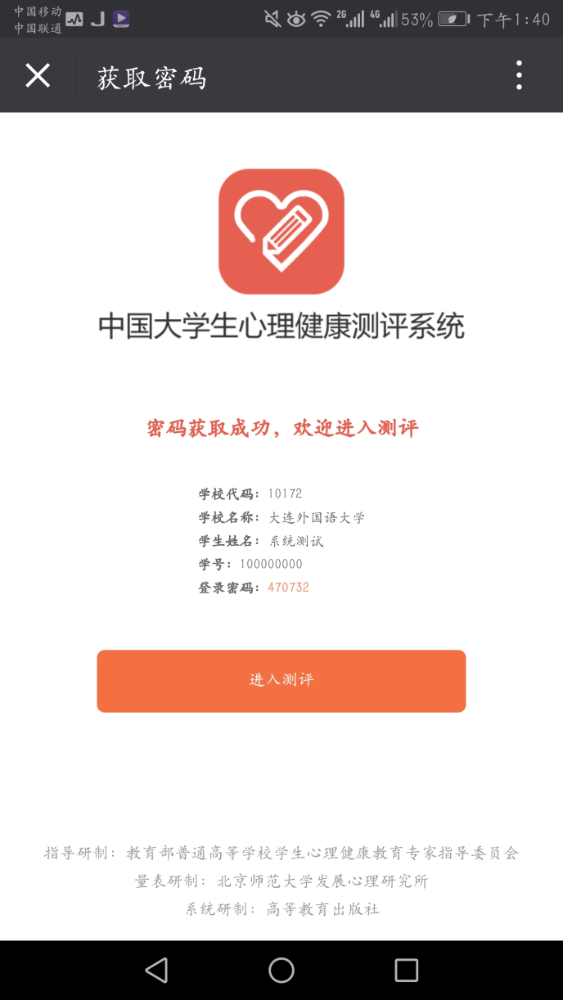 中国移动
中国联通
2G
4G
53%
下午1:40
获取密码
中国大学生心理健康测评系统
密码获取成功，欢迎进入测评
学校代码：10172
学校名称：大连外国语大学
学生姓名：系统测试
学号：100000000
登录密码：470732
进入测评
指导研制：教育部普通高等学校学生心理健康教育专家指导委员会
量表研制：北京师范大学发展心理研究所
系统研制：高等教育出版社